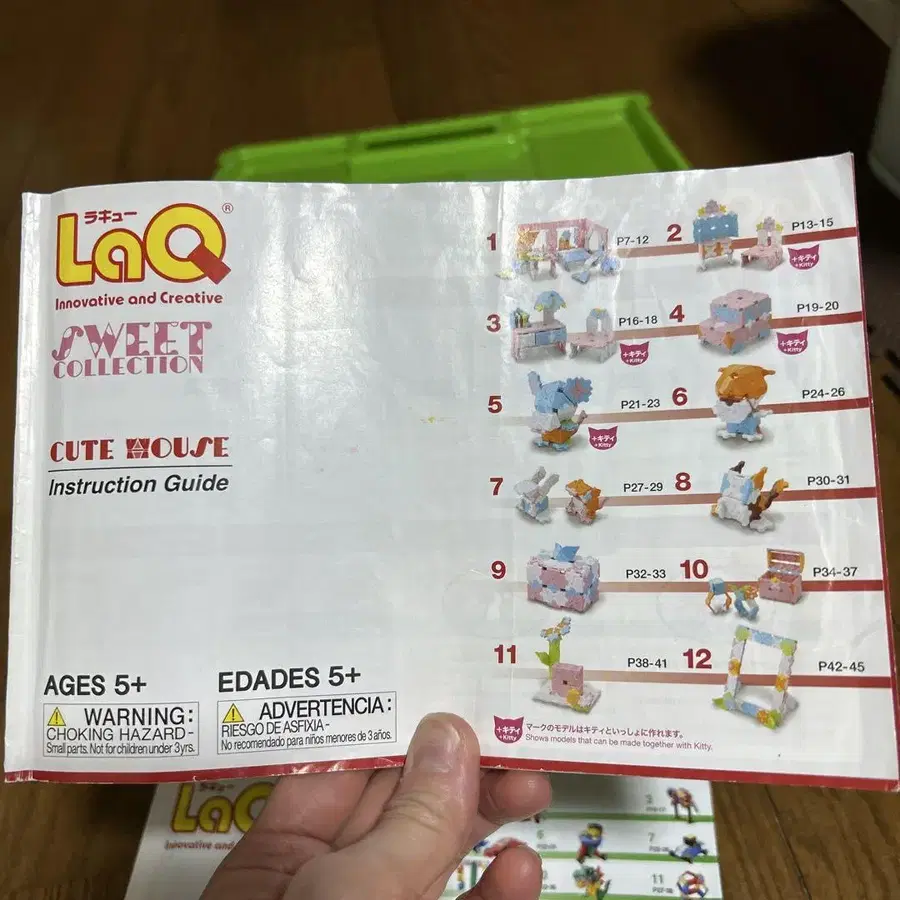 ラキュー
LaQ®
Innovative and Creative
SWEET
COLLECTION
CUTE HOUSE
Instruction Guide
AGES 5+
WARNING:
CHOKING HAZARD-
Small parts. Not for children under 3yrs.
EDADES 5+
ADVERTENCIA:
RIESGO DE ASFIXIA-
No recomendado para niños menores de 3 años.
1 P7-12
2 P13-15
+キティ
+Kitty
3 P16-18
+キティ
+Kitty
4 P19-20
+キティ
+Kitty
5 P21-23
+キティ
+Kitty
6 P24-26
7 P27-29
8 P30-31
9 P32-33
10 P34-37
11 P38-41
12 P42-45
+キティ
+Kitty
マークのモデルはキティといっしょに作れます。
Shows models that can be made together with Kitty.
ラキュー
LaQ
Innovative and
3
6
7
11